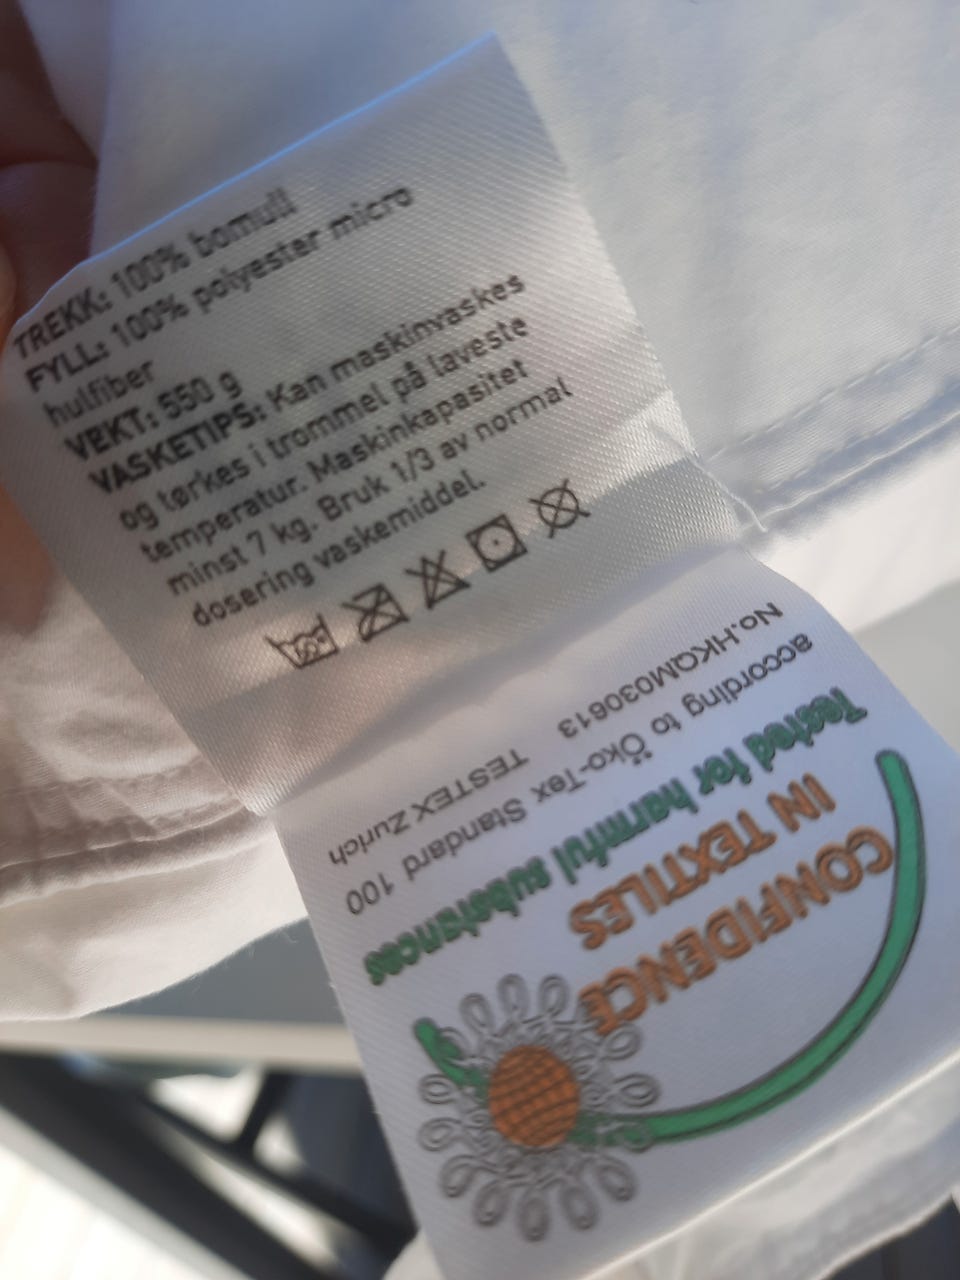 TREKK: 100% bomull
FYLL: 100% polyester micro
hulfiber
VEKT: 550 g
VASKETIPS: Kan maskinvaskes
og tørkes i trommel på laveste
temperatur. Maskinkapasitet
minst 7 kg. Bruk 1/3 av normal
dosering vaskemiddel.
CONFIDENCE
IN TEXTILES
Tested for harmful substances
according to Öko-Tex Standard 100
No.HKQM030613 TESTEX Zurich